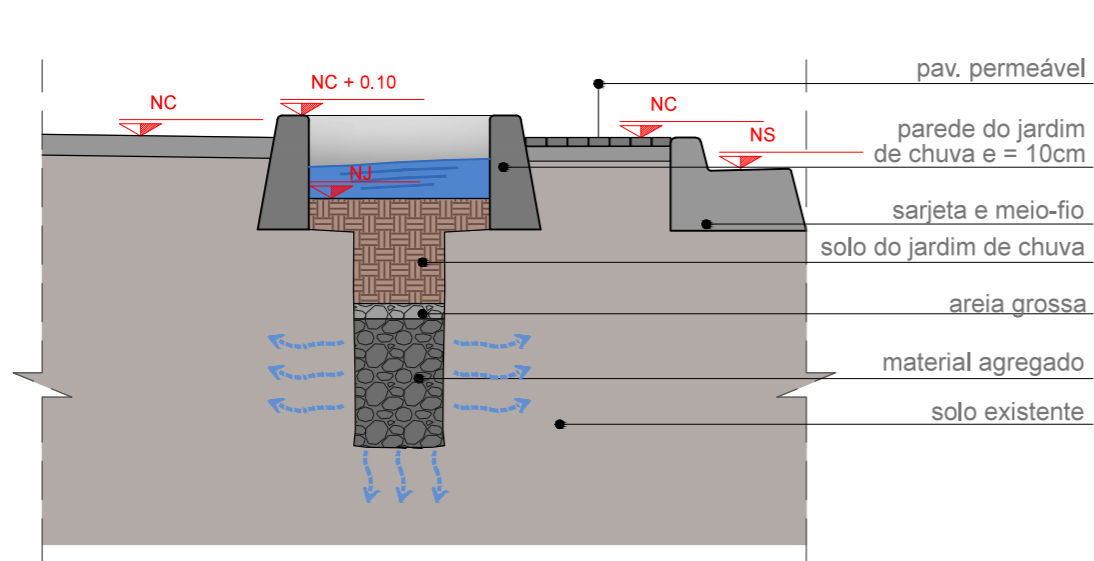 pav. permeável
NC + 0.10
NC
NC
NS
parede do jardim
de chuva e = 10cm
NJ
sarjeta e meio-fio
solo do jardim de chuva
areia grossa
material agregado
solo existente